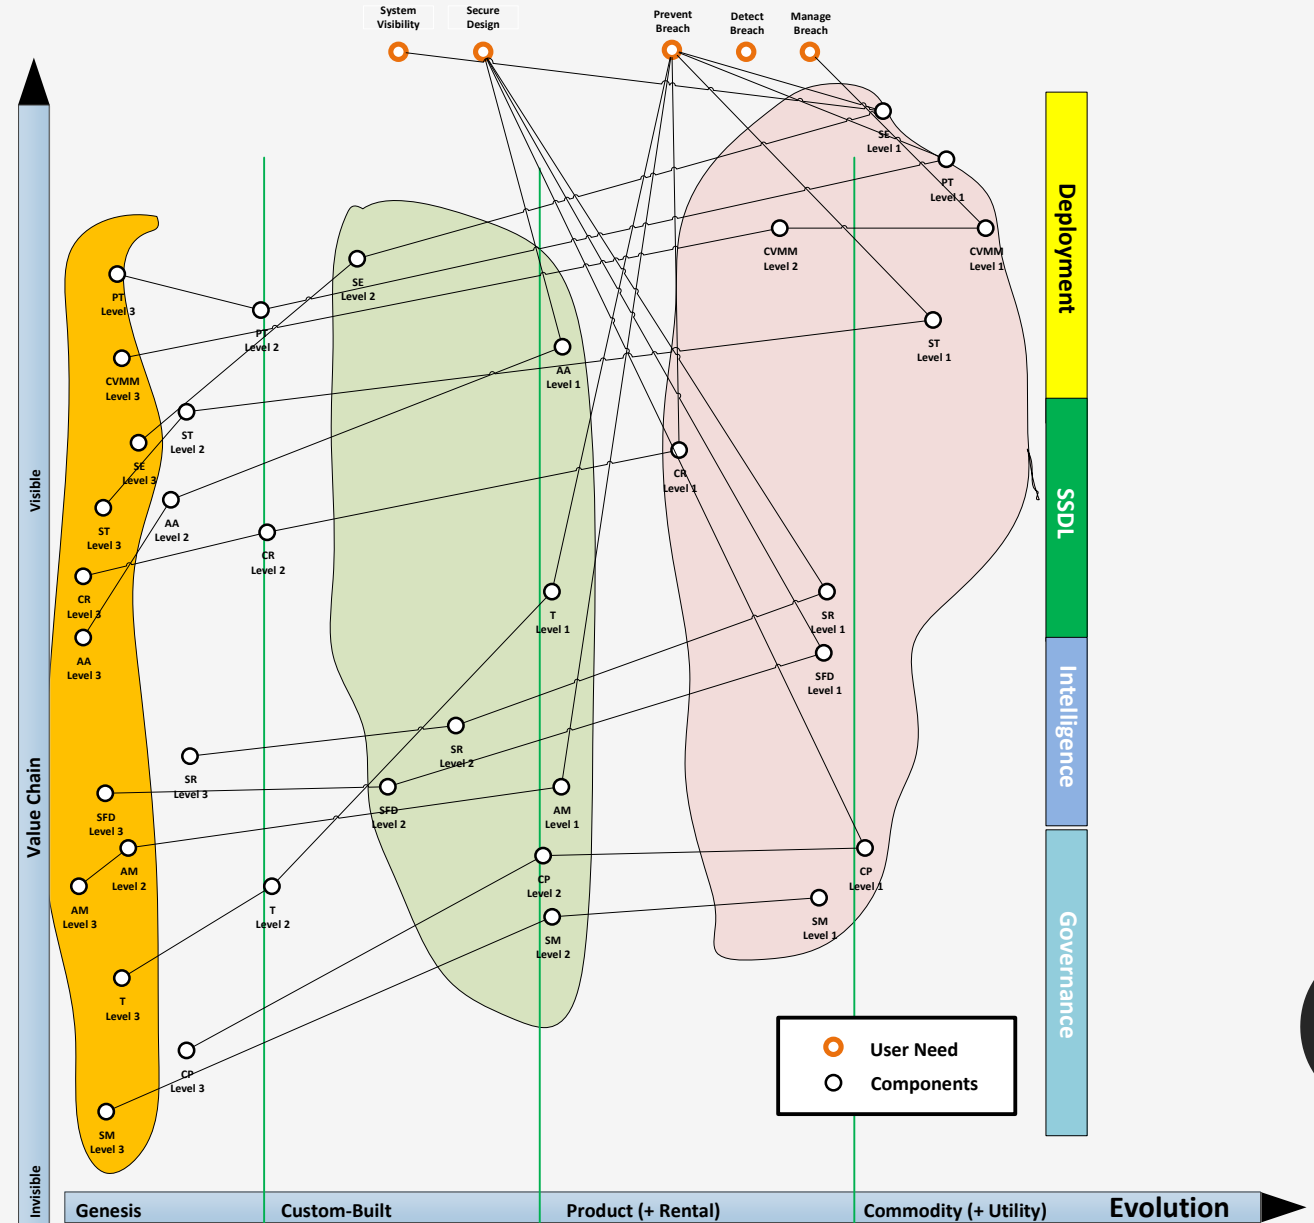 System
Visibility
Secure
Design
Prevent
Breach
Detect
Breach
Manage
Breach
SE
Level 1
PT
Level 1
CVMM
Level 2
CVMM
Level 1
SE
Level 2
PT
Level 3
PT
Level 2
ST
Level 1
CVMM
Level 3
AA
Level 1
ST
Level 2
SE
Level 3
CR
Level 1
ST
Level 3
AA
Level 2
CR
Level 2
CR
Level 3
T
Level 1
SR
Level 1
AA
Level 3
SFD
Level 1
SR
Level 2
SR
Level 3
SFD
Level 3
SFD
Level 2
AM
Level 1
AM
Level 2
CP
Level 2
CP
Level 1
AM
Level 3
T
Level 2
SM
Level 1
SM
Level 2
T
Level 3
CP
Level 3
SM
Level 3
Visible
Value Chain
Invisible
Deployment
SSDL
Intelligence
Governance
User Need
Components
Genesis
Custom-Built
Product (+ Rental)
Commodity (+ Utility)
Evolution